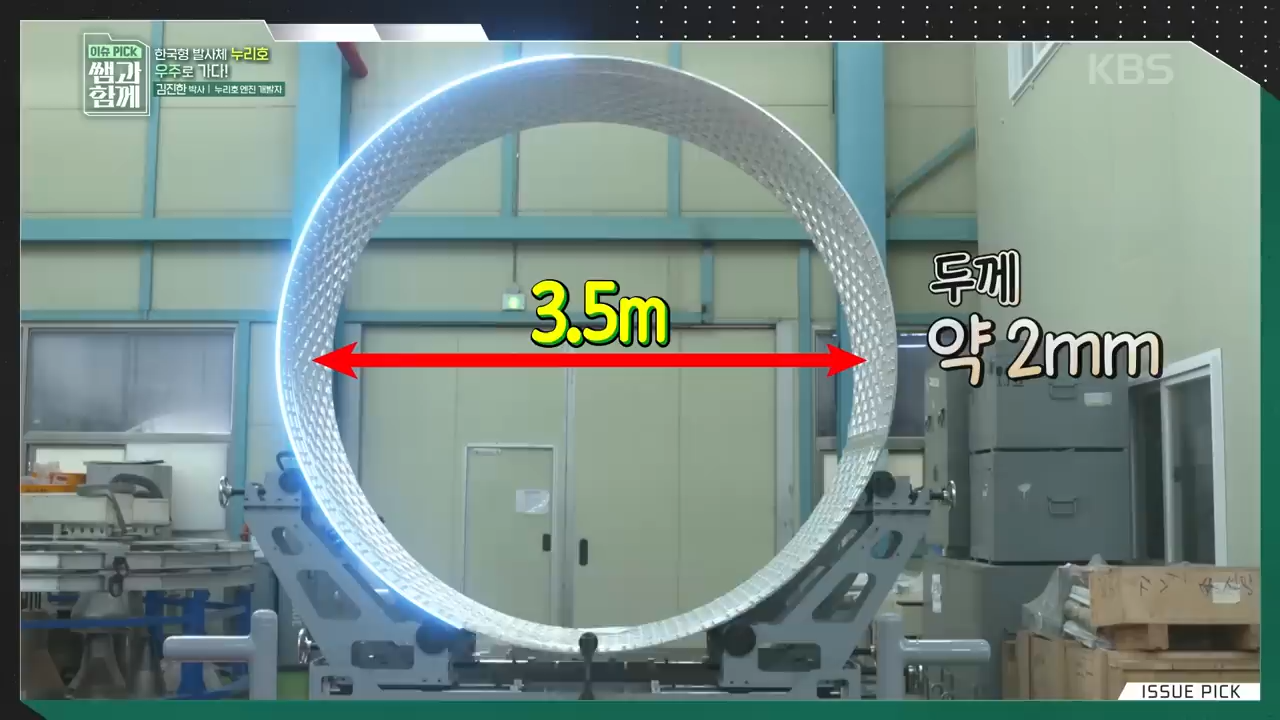 이슈 PICK
쌤과
함께
한국형 발사체 누리호
우주로 가다!
김진한 박사 | 누리호 엔진 개발자
KBS
3.5m
두께
약 2mm
ISSUE PICK